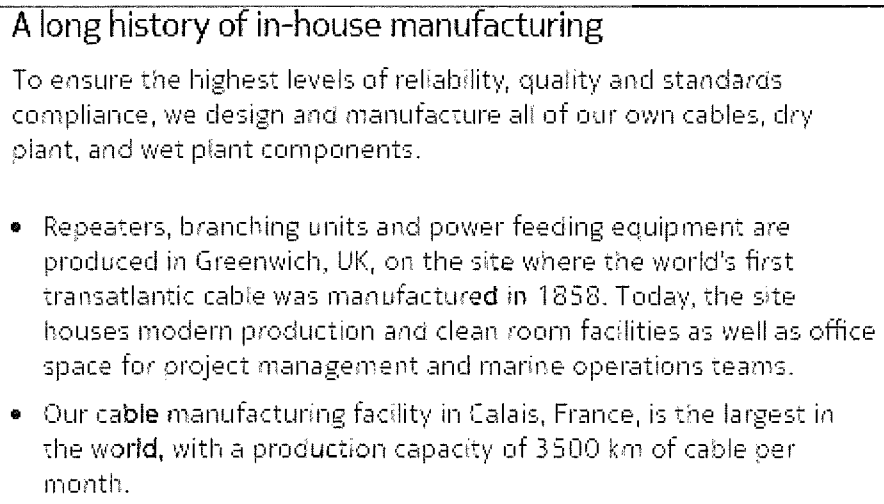 A long history of in-house manufacturing
To ensure the highest levels of reliability, quality and standards
compliance, we design and manufacture all of our own cables, dry
plant, and wet plant components.
• Repeaters, branching units and power feeding equipment are
produced in Greenwich, UK, on the site where the world's first
transatlantic cable was manufactured in 1858. Today, the site
houses modern production and clean room facilities as well as office
space for project management and marine operations teams.
• Our cable manufacturing facility in Calais, France, is the largest in
the world, with a production capacity of 3500 km of cable per
month.